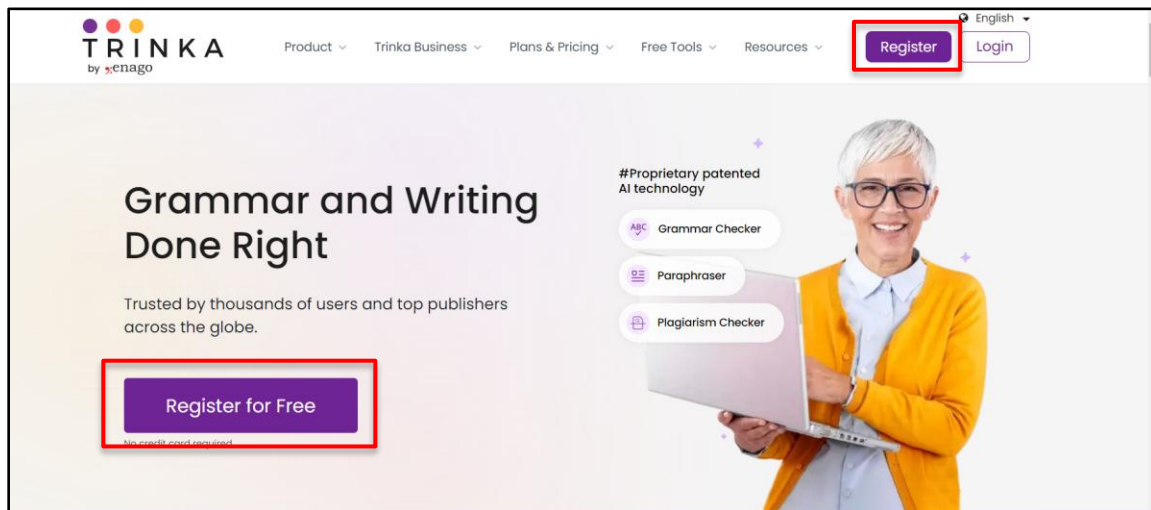 English
TRINKA
by enago
Product
Trinka Business
Plans & Pricing
Free Tools
Resources
Register
Login
Grammar and Writing
Done Right
Trusted by thousands of users and top publishers
across the globe.
Register for Free
No credit card required
#Proprietary patented
AI technology
ABC
Grammar Checker
Paraphraser
Plagiarism Checker